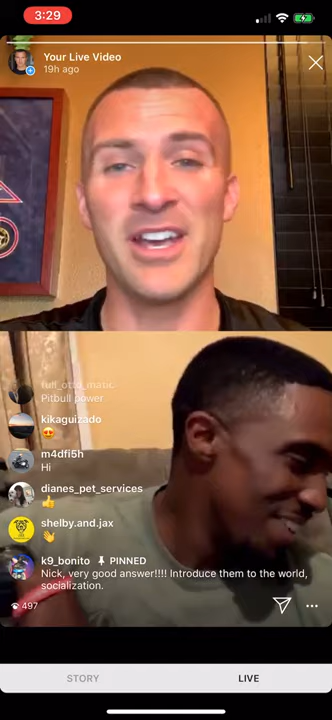 3:29
Your Live Video
19h ago
full_otto_matic
Pitbull power
kikaguizado
😍
m4dfi5h
Hi
dianes_pet_services
👍
shelby.and.jax
👋
k9_bonito PINNED
Nick, very good answer!!!! Introduce them to the world,
socialization.
497
STORY
LIVE